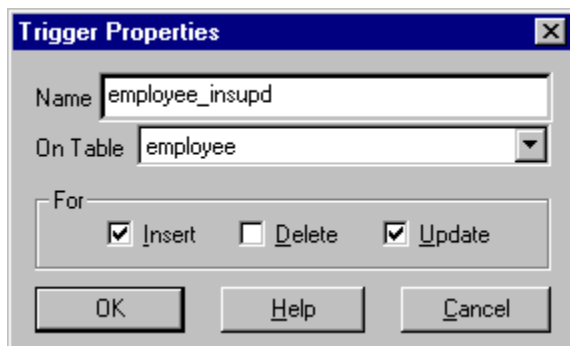 Trigger Properties
Name employee_insupd
On Table employee
For
Insert Delete Update
OK Help Cancel